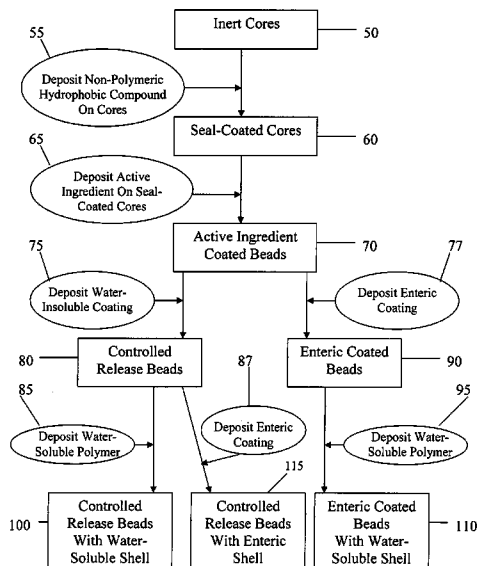 Inert Cores
50
55
Deposit Non-Polymeric
Hydrophobic Compound
On Cores
Seal-Coated Cores
60
65
Deposit Active
Ingredient On Seal-
Coated Cores
Active Ingredient
Coated Beads
70
75
Deposit Water-
Insoluble Coating
77
Deposit Enteric
Coating
80
Controlled
Release Beads
Enteric Coated
Beads
90
85
Deposit Water-
Soluble Polymer
87
Deposit Enteric
Coating
95
Deposit Water-
Soluble Polymer
100
Controlled
Release Beads
With Water-
Soluble Shell
115
Controlled
Release Beads
With Enteric
Shell
Enteric Coated
Beads
With Water-
Soluble Shell
110